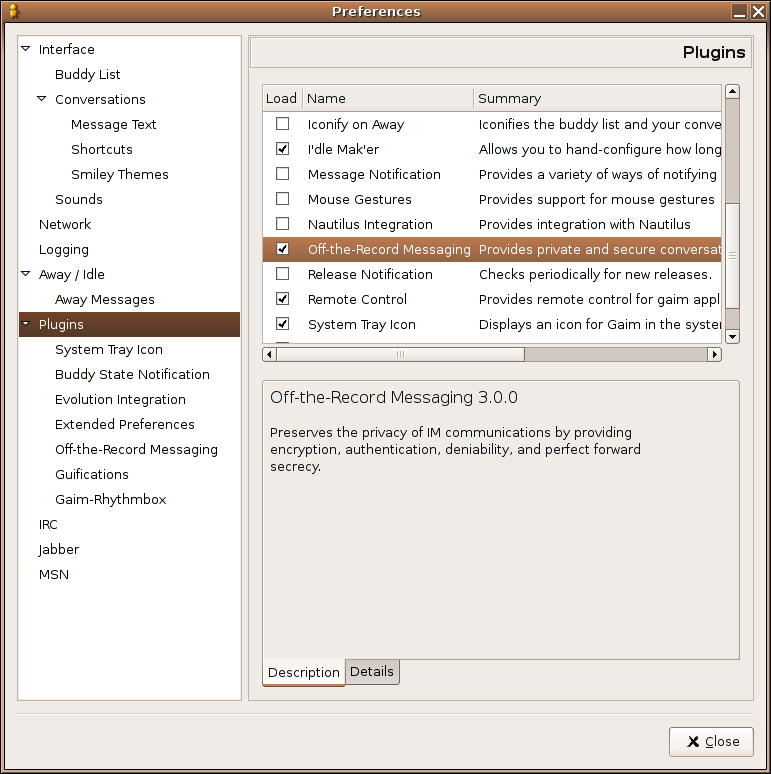 Preferences
Interface
Buddy List
Conversations
Message Text
Shortcuts
Smiley Themes
Sounds
Network
Logging
Away / Idle
Away Messages
Plugins
System Tray Icon
Buddy State Notification
Evolution Integration
Extended Preferences
Off-the-Record Messaging
Guifications
Gaim-Rhythmbox
IRC
Jabber
MSN
Plugins
Load Name Summary
Iconify on Away Iconifies the buddy list and your conve
I'dle Mak'er Allows you to hand-configure how long
Message Notification Provides a variety of ways of notifying
Mouse Gestures Provides support for mouse gestures
Nautilus Integration Provides integration with Nautilus
Off-the-Record Messaging Provides private and secure conversat
Release Notification Checks periodically for new releases.
Remote Control Provides remote control for gaim appl
System Tray Icon Displays an icon for Gaim in the syster
Off-the-Record Messaging 3.0.0
Preserves the privacy of IM communications by providing
encryption, authentication, deniability, and perfect forward
secrecy.
Description Details
Close